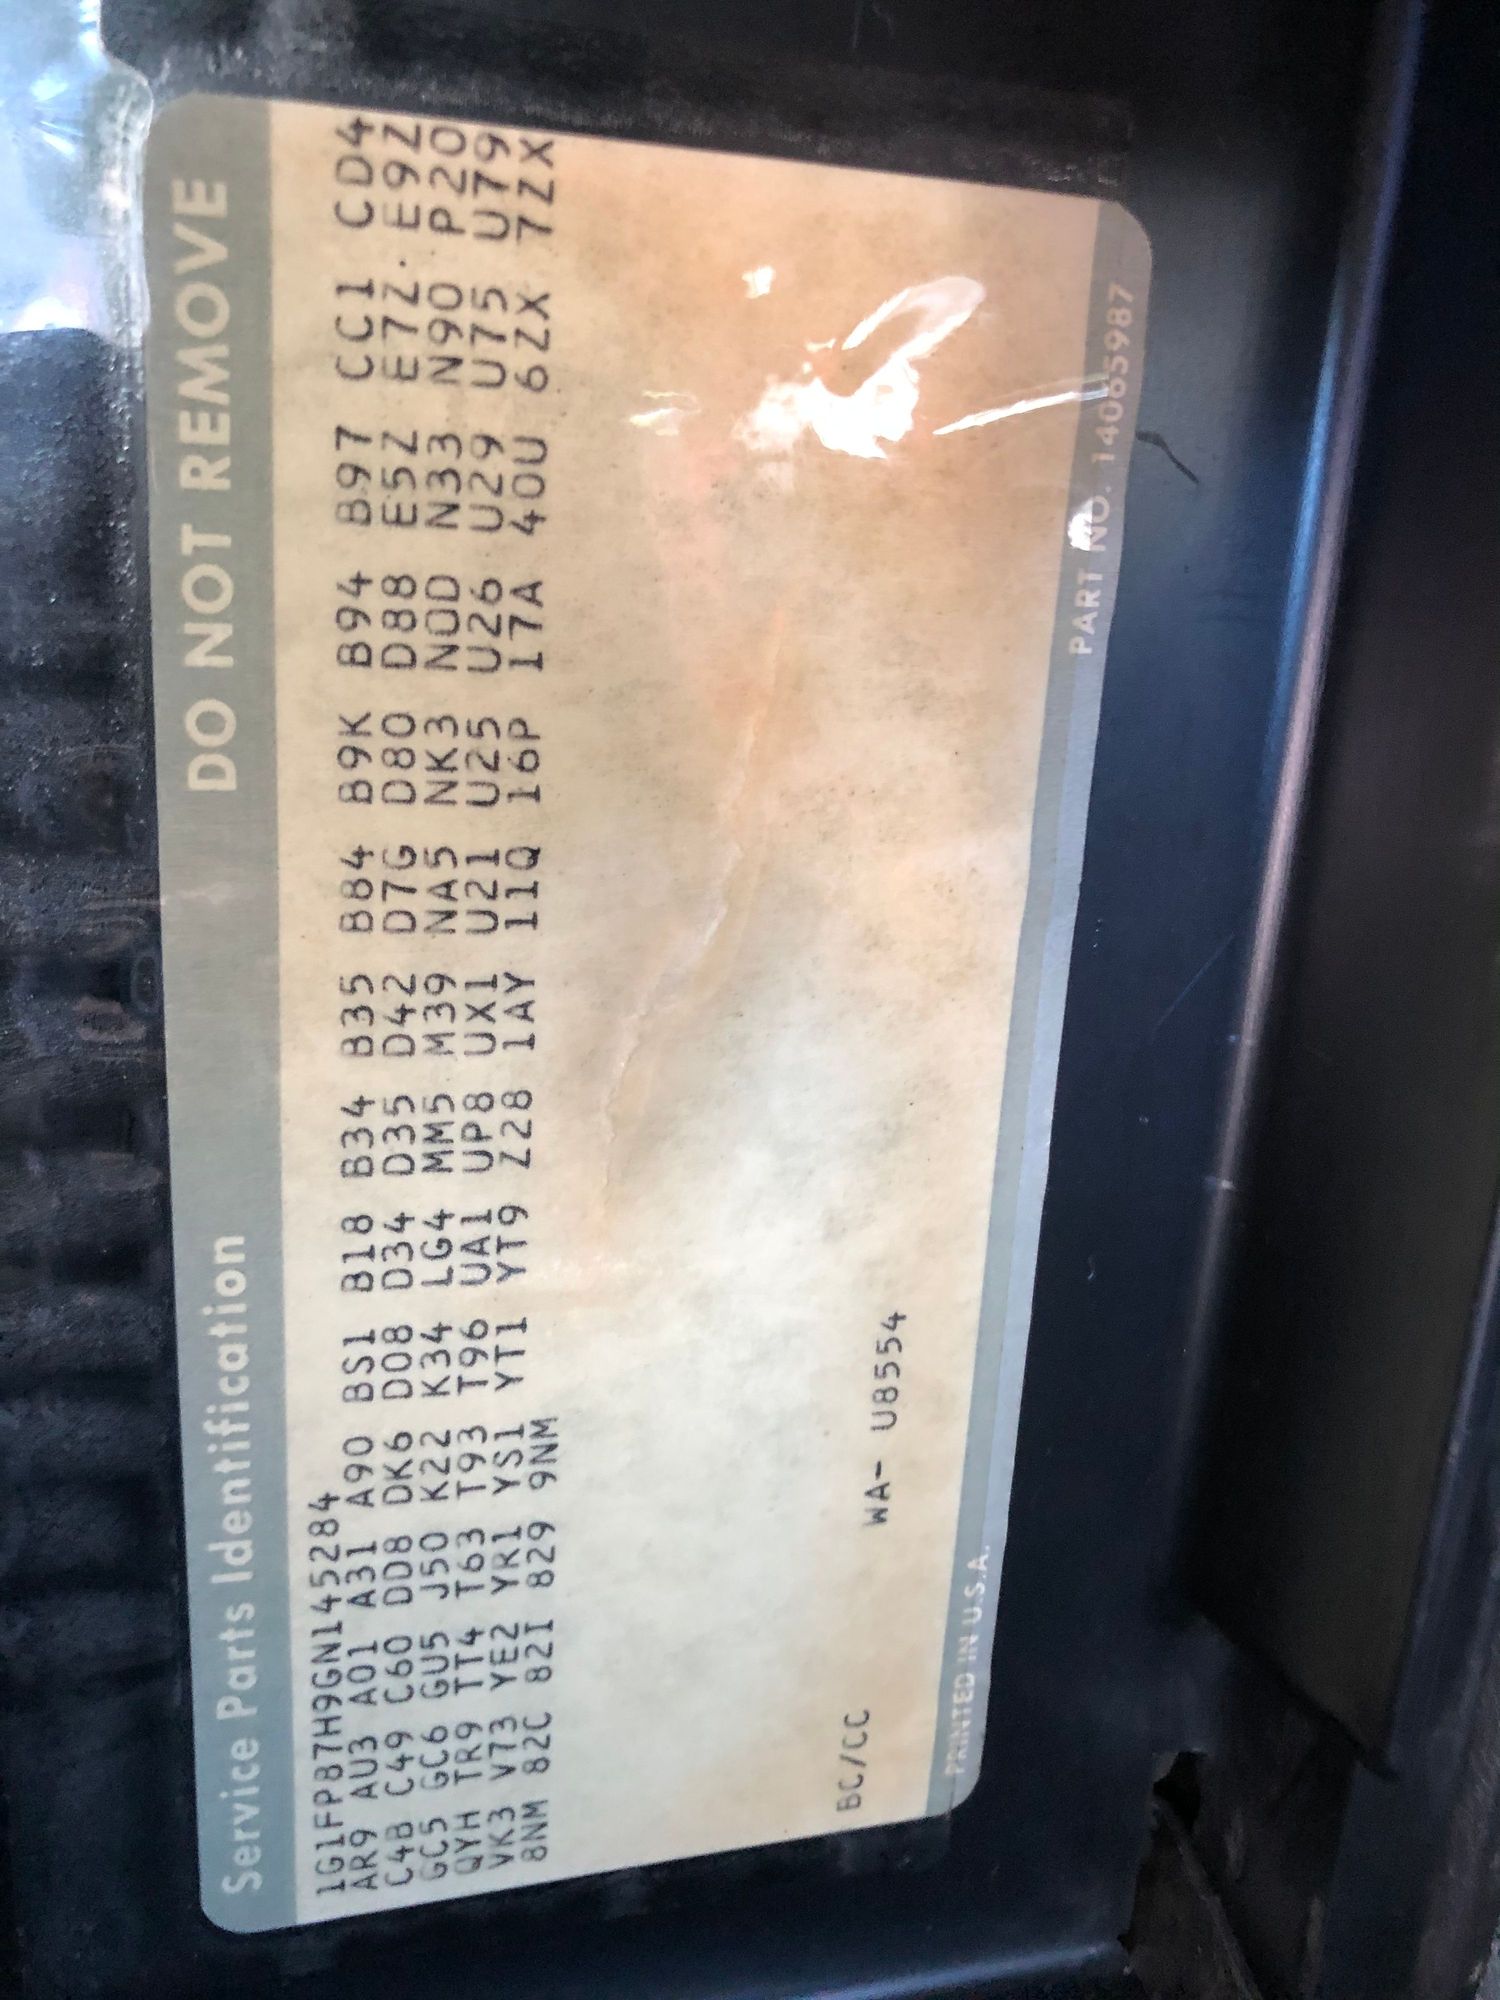 Service Parts Identification DO NOT REMOVE
1G1FP87H9GN145284
AR9 AU3 A01 A31 A90 BS1 B18 B34 B35 B84 B9K B94 B97 CC1 CD4
C4B C49 C60 DD8 DK6 D08 D34 D35 D42 D7G D80 D88 E5Z E7Z E9Z
GC5 GC6 GU5 J50 K22 K34 LG4 MM5 M39 NA5 NK3 N0D N33 N90 P20
QYH TR9 TT4 T63 T93 T96 UA1 UP8 UX1 U21 U25 U26 U29 U75 U79
VK3 V73 YE2 YR1 YS1 YT1 YT9 Z28 1AY 11Q 16P 17A 40U 6ZX 7ZX
8NM 82C 82I 829 9NM
BC/CC WA- U8554
PRINTED IN U.S.A. PART NO. 14065987